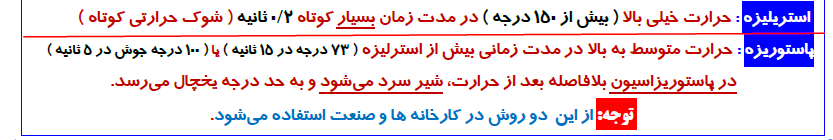 استریلیزه : حرارت خیلی بالا ( بیش از ۱۵۰ درجه ) در مدت زمان بسیار کوتاه ۰/۲ ثانیه ( شوک حرارتی کوتاه )
پاستوریزه : حرارت متوسط به بالا در مدت زمانی بیش از استرلیزه ( ۷۳ درجه در ۱۵ ثانیه ) یا ( ۱۰۰ درجه جوش در ۵ ثانیه )
در پاستوریزاسیون بلافاصله بعد از حرارت، شیر سرد می‌شود و به حد درجه یخچال می‌رسد.
توجه: از این دو روش در کارخانه ها و صنعت استفاده می‌شود.